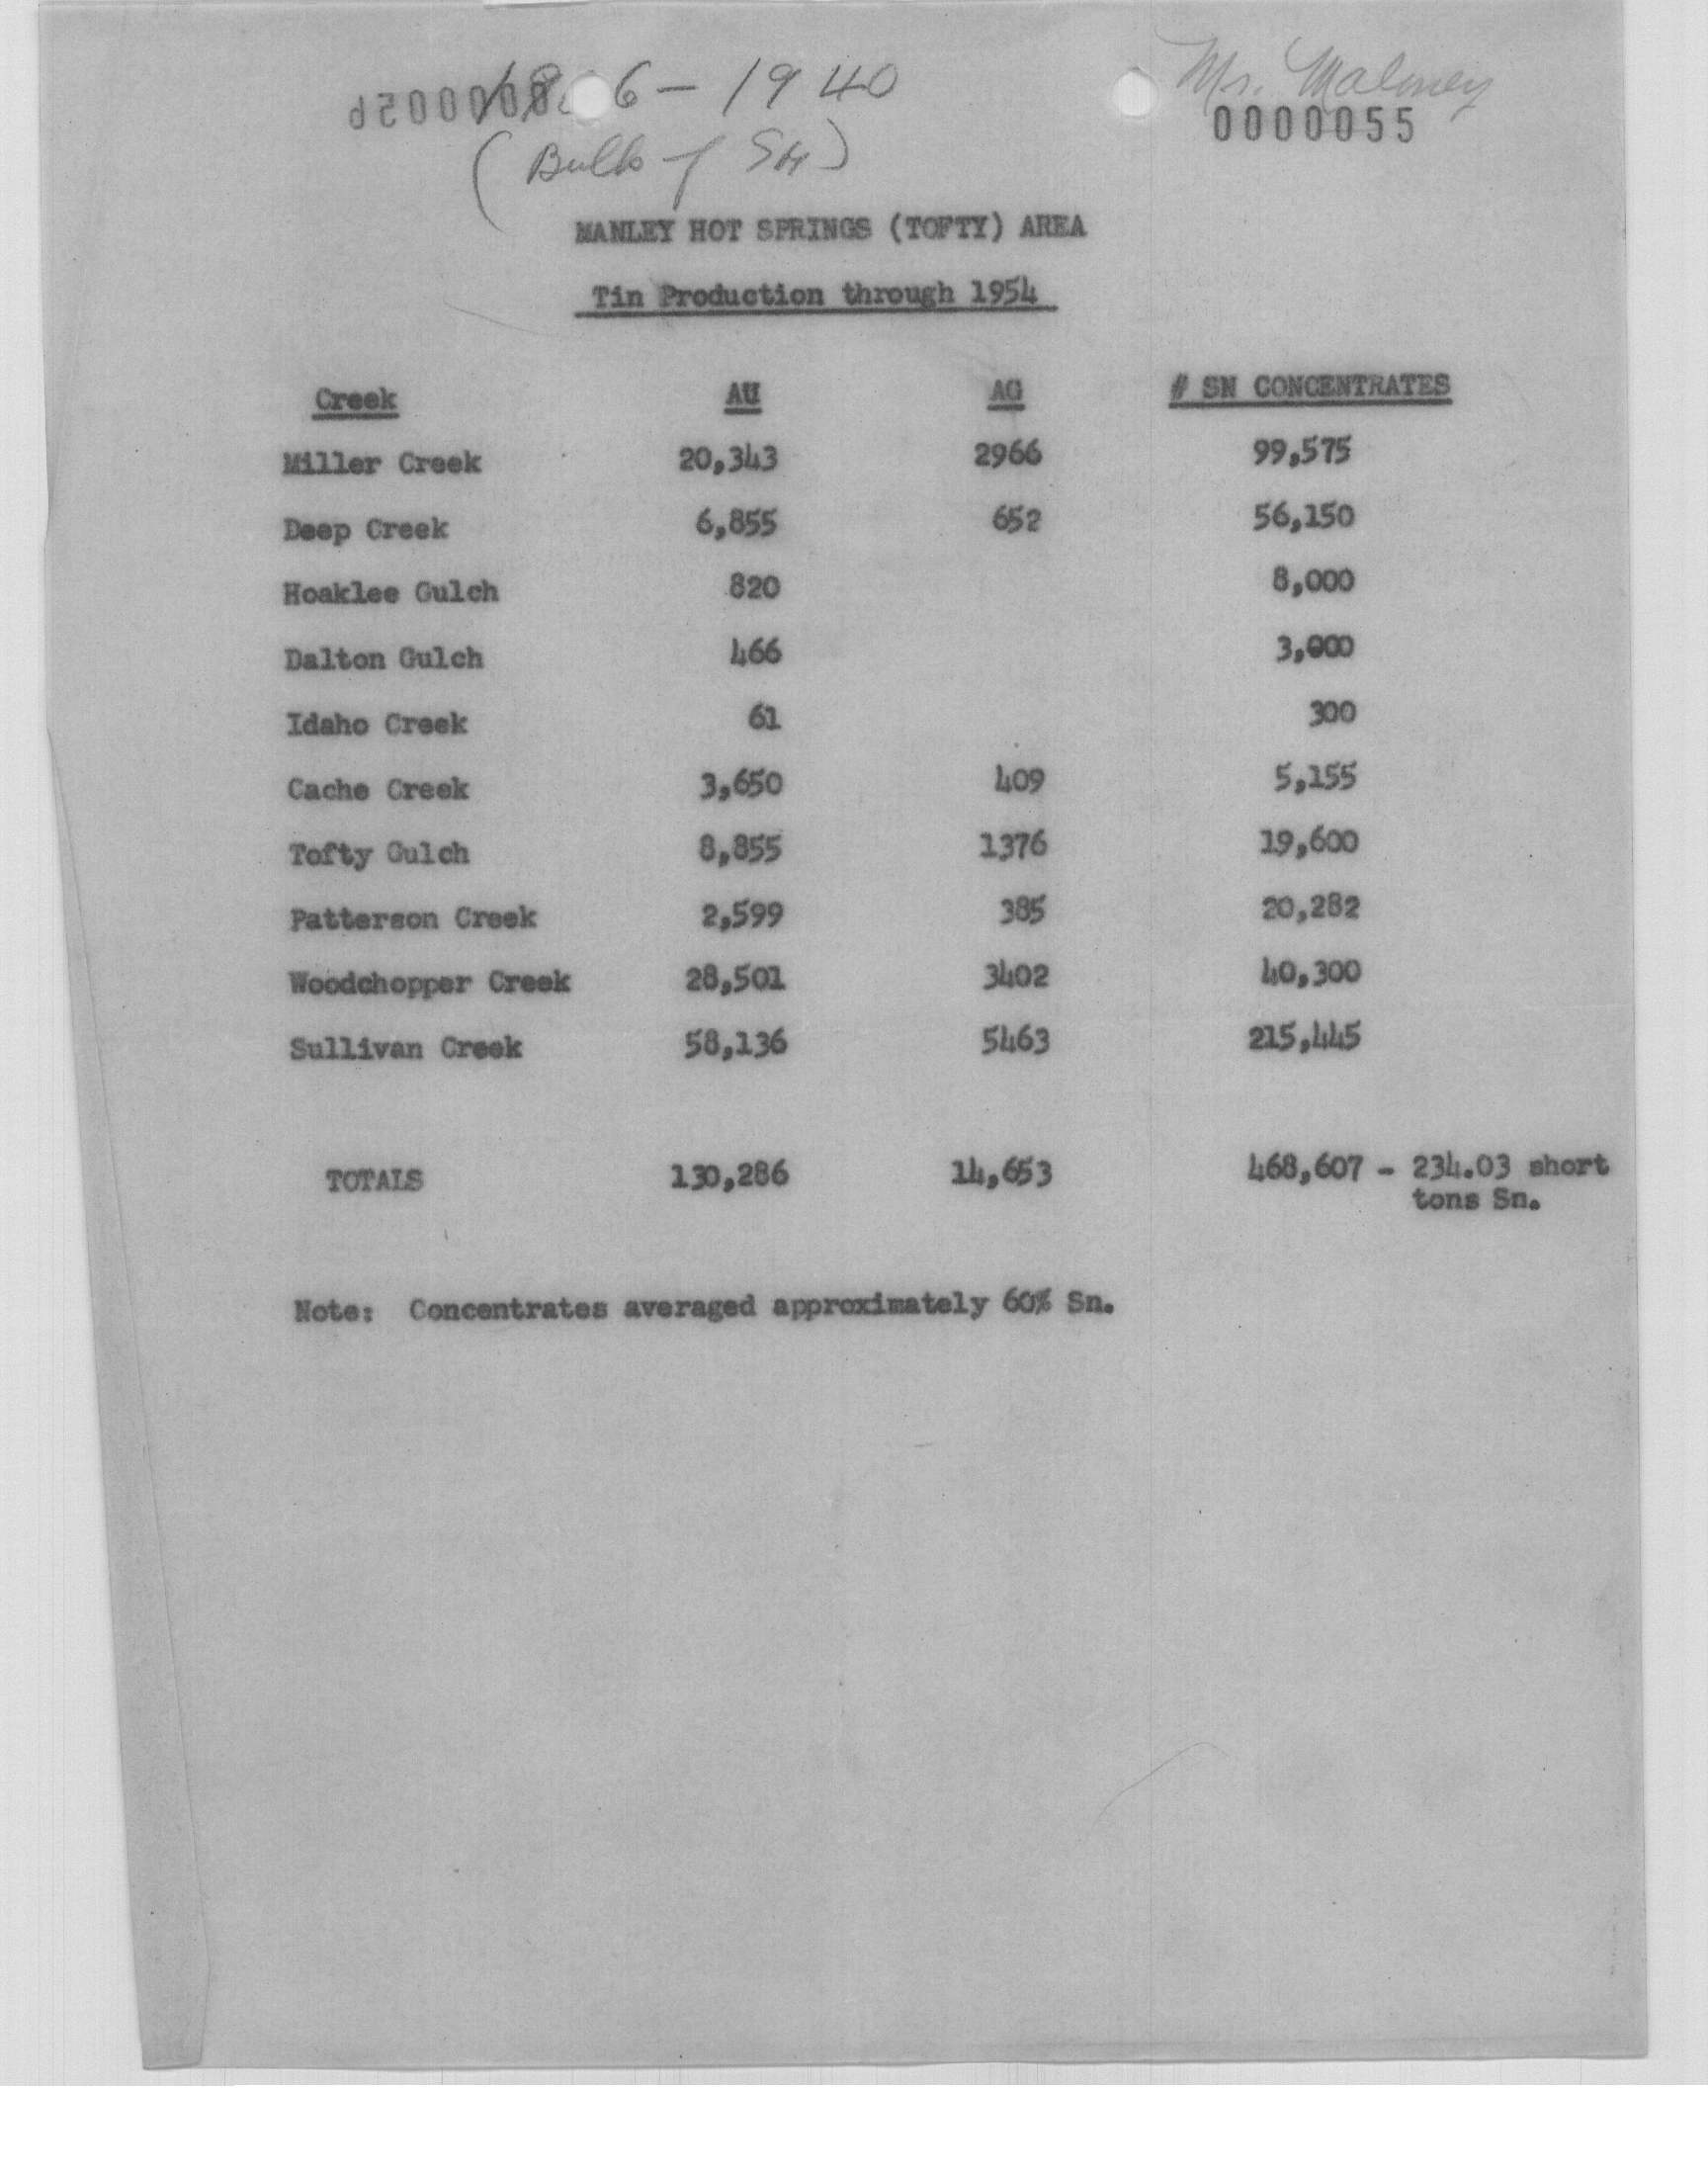 6 - 1940
Mr. Maloney
0000055
(Bulk of Sn)
MANLEY HOT SPRINGS (TOFTY) AREA
Tin Production through 1954
Creek AU AG # SN CONCENTRATES
Miller Creek 20,343 2966 99,575
Deep Creek 6,855 652 56,150
Hoaklee Gulch 820 8,000
Dalton Gulch 466 3,000
Idaho Creek 61 300
Cache Creek 3,650 409 5,155
Tofty Gulch 8,855 1376 19,600
Patterson Creek 2,599 385 20,282
Woodchopper Creek 28,501 3402 40,300
Sullivan Creek 58,136 5463 215,445
TOTALS 130,286 14,653 468,607 - 234.03 short
tons Sn.
Note: Concentrates averaged approximately 60% Sn.